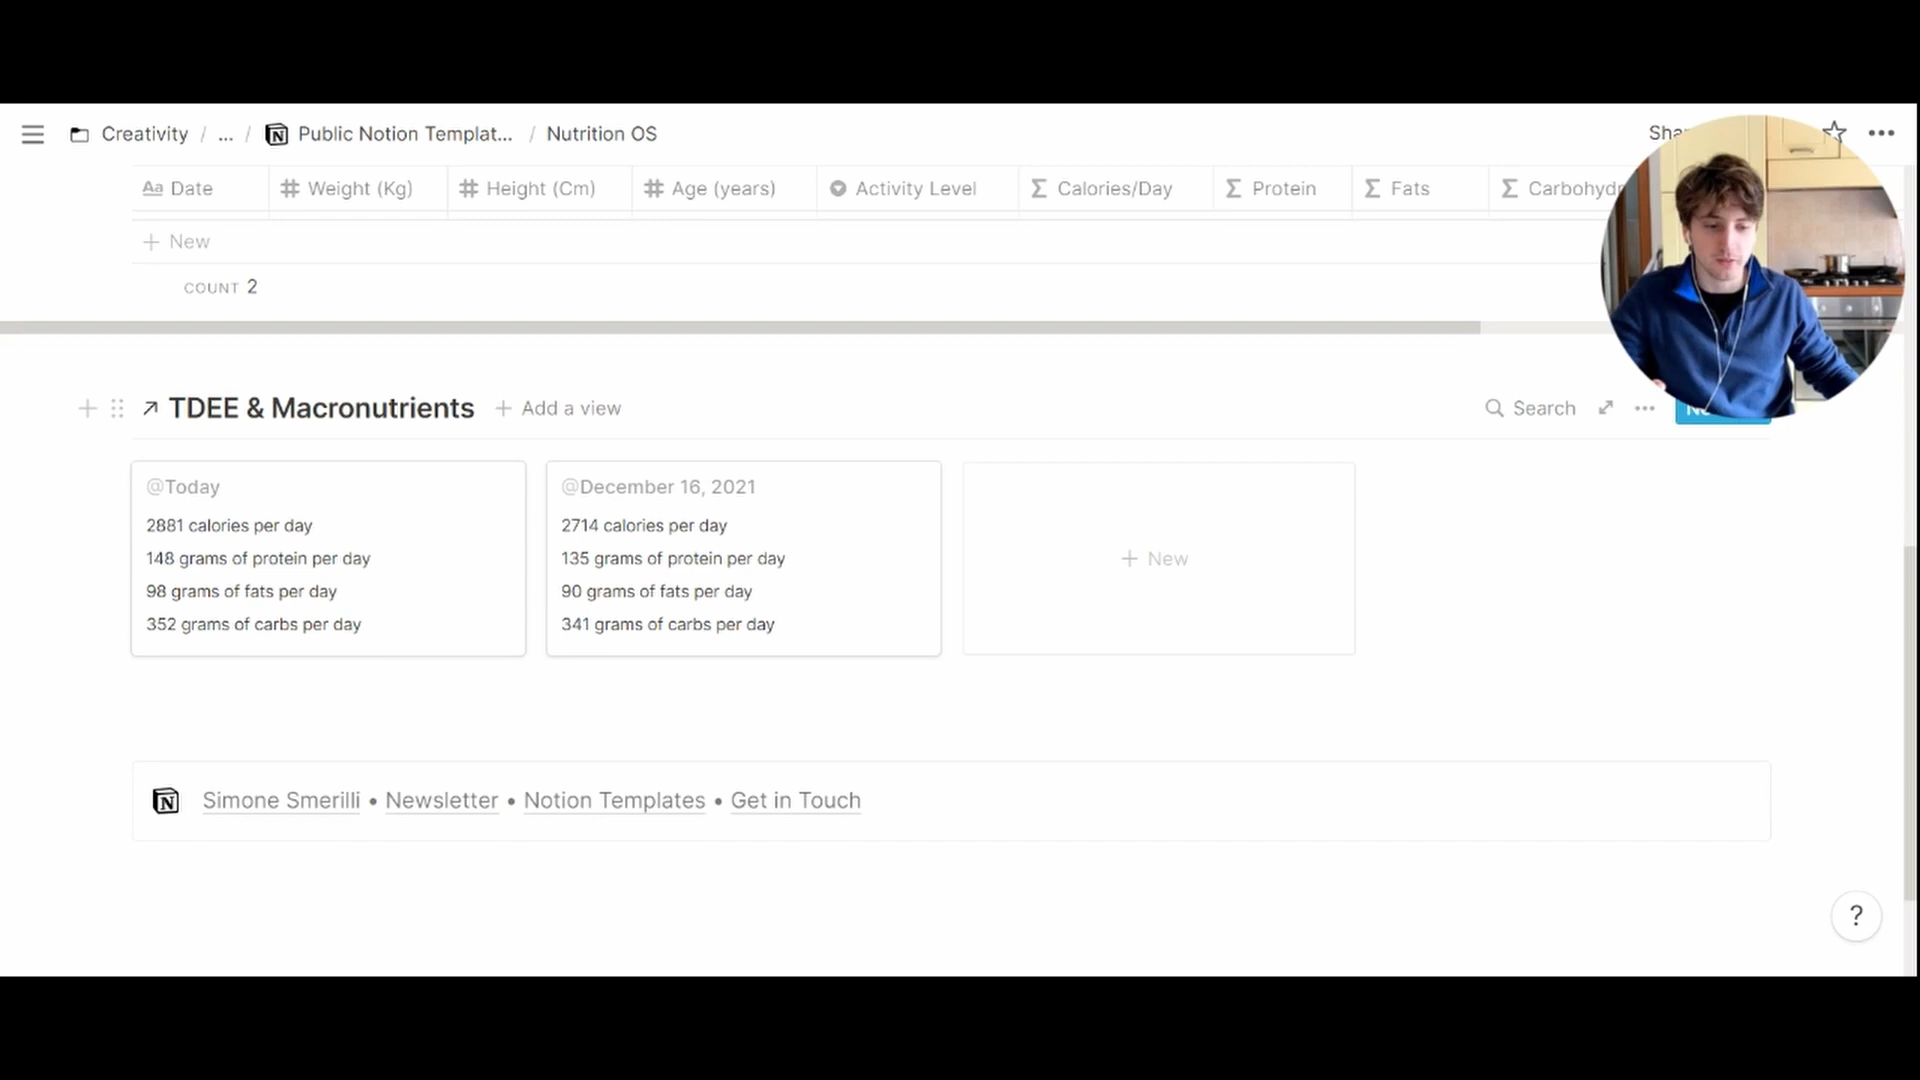 Creativity / ... / Public Notion Templat... / Nutrition OS
Aa Date # Weight (Kg) # Height (Cm) # Age (years) Activity Level Σ Calories/Day Σ Protein Σ Fats Σ
+ New
COUNT 2
↗ TDEE & Macronutrients + Add a view Search •••
@Today
2881 calories per day
148 grams of protein per day
98 grams of fats per day
352 grams of carbs per day
@December 16, 2021
2714 calories per day
135 grams of protein per day
90 grams of fats per day
341 grams of carbs per day
+ New
Simone Smerilli • Newsletter • Notion Templates • Get in Touch
?